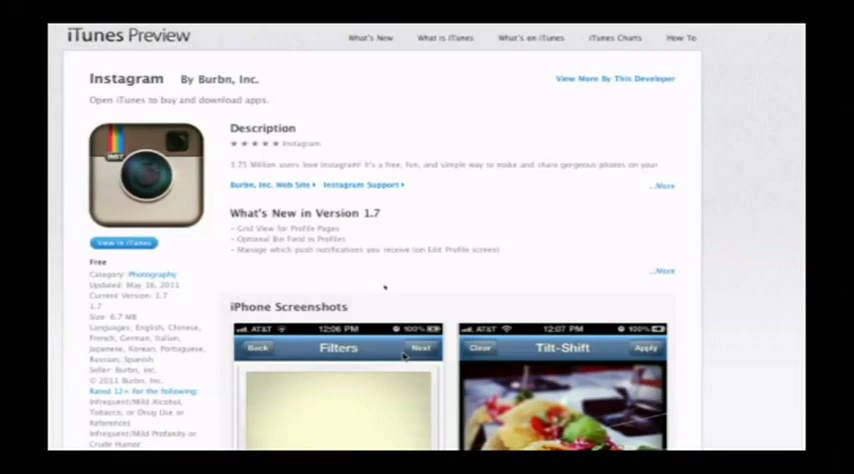 iTunes Preview
What's New What is iTunes What's on iTunes iTunes Charts How To
Instagram By Burbn, Inc.
View More By This Developer
Open iTunes to buy and download apps.
Description
★ ★ ★ ★ ★ Instagram
3.75 Million users love Instagram! It's a free, fun, and simple way to make and share gorgeous photos on your
Burbn, Inc. Web Site Instagram Support
...More
What's New in Version 1.7
- Grid View for Profile Pages
- Optional Bio Field in Profiles
- Manage which push notifications you receive (on Edit Profile screen)
...More
INST
View In iTunes
Free
Category: Photography
Updated: May 16, 2011
Current Version: 1.7
1.7
Size: 6.7 MB
Languages: English, Chinese,
French, German, Italian,
Japanese, Korean, Portuguese,
Russian, Spanish
Seller: Burbn, Inc.
© 2011 Burbn, Inc.
Rated 12+ for the following:
Infrequent/Mild Alcohol,
Tobacco, or Drug Use or
References
Infrequent/Mild Profanity or
Crude Humor
iPhone Screenshots
AT&T 12:06 PM 100%
Back Filters Next
AT&T 12:07 PM 100%
Clear Tilt-Shift Apply